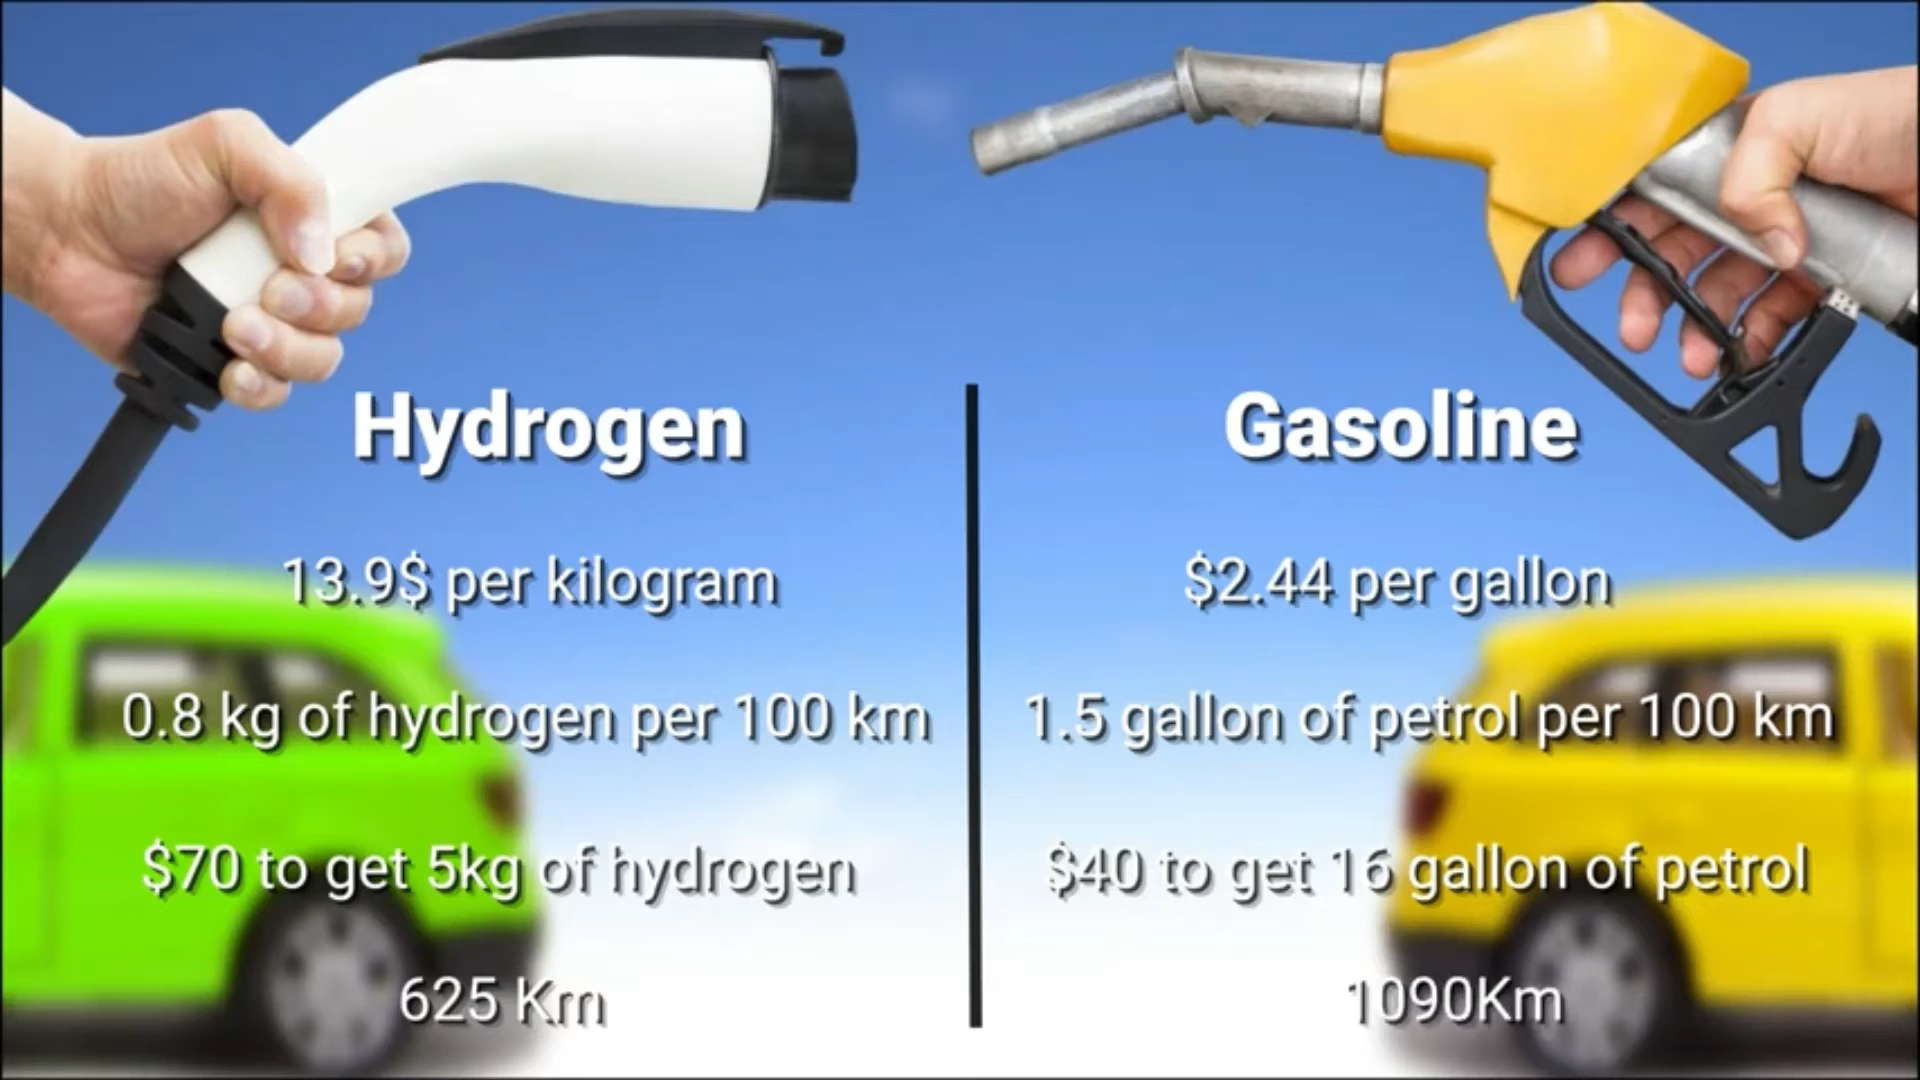 Hydrogen
13.9$ per kilogram
0.8 kg of hydrogen per 100 km
$70 to get 5kg of hydrogen
625 Km
Gasoline
$2.44 per gallon
1.5 gallon of petrol per 100 km
$40 to get 16 gallon of petrol
1090Km